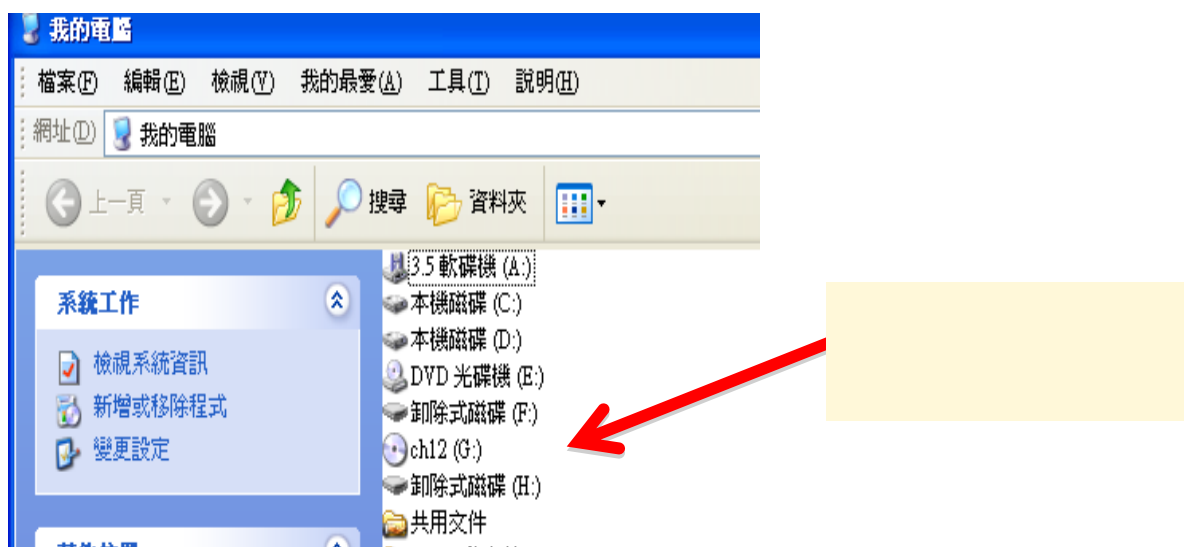 我的電腦
檔案(F) 編輯(E) 檢視(V) 我的最愛(A) 工具(T) 說明(H)
網址(D) 我的電腦
上一頁 搜尋 資料夾
系統工作
檢視系統資訊
新增或移除程式
變更設定
3.5 軟碟機 (A:)
本機磁碟 (C:)
本機磁碟 (D:)
DVD 光碟機 (E:)
卸除式磁碟 (F:)
ch12 (G:)
卸除式磁碟 (H:)
共用文件